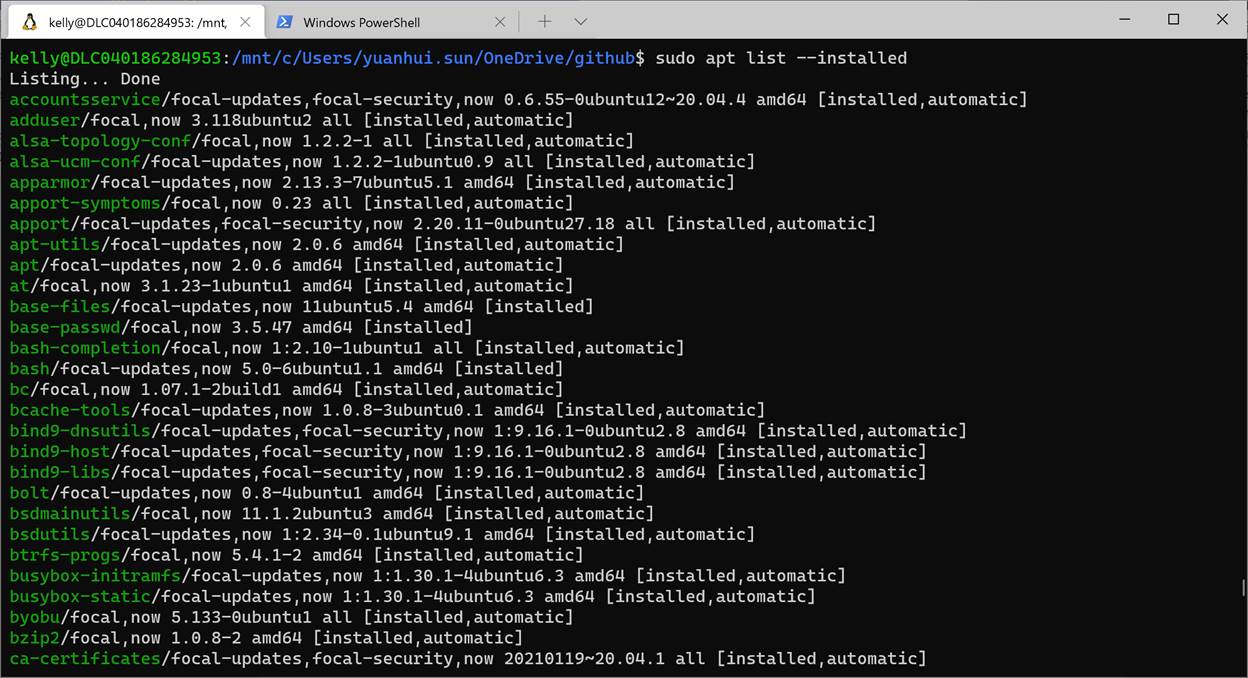 kelly@DLC040186284953: /mnt, Windows PowerShell
kelly@DLC040186284953:/mnt/c/Users/yuanhui.sun/OneDrive/github$ sudo apt list --installed
Listing... Done
accountsservice/focal-updates,focal-security,now 0.6.55-0ubuntu12~20.04.4 amd64 [installed,automatic]
adduser/focal,now 3.118ubuntu2 all [installed,automatic]
alsa-topology-conf/focal,now 1.2.2-1 all [installed,automatic]
alsa-ucm-conf/focal-updates,now 1.2.2-1ubuntu0.9 all [installed,automatic]
apparmor/focal-updates,now 2.13.3-7ubuntu5.1 amd64 [installed,automatic]
apport-symptoms/focal,now 0.23 all [installed,automatic]
apport/focal-updates,focal-security,now 2.20.11-0ubuntu27.18 all [installed,automatic]
apt-utils/focal-updates,now 2.0.6 amd64 [installed,automatic]
apt/focal-updates,now 2.0.6 amd64 [installed,automatic]
at/focal,now 3.1.23-1ubuntu1 amd64 [installed,automatic]
base-files/focal-updates,now 11ubuntu5.4 amd64 [installed]
base-passwd/focal,now 3.5.47 amd64 [installed]
bash-completion/focal,now 1:2.10-1ubuntu1 all [installed,automatic]
bash/focal-updates,now 5.0-6ubuntu1.1 amd64 [installed]
bc/focal,now 1.07.1-2build1 amd64 [installed,automatic]
bcache-tools/focal-updates,now 1.0.8-3ubuntu0.1 amd64 [installed,automatic]
bind9-dnsutils/focal-updates,focal-security,now 1:9.16.1-0ubuntu2.8 amd64 [installed,automatic]
bind9-host/focal-updates,focal-security,now 1:9.16.1-0ubuntu2.8 amd64 [installed,automatic]
bind9-libs/focal-updates,focal-security,now 1:9.16.1-0ubuntu2.8 amd64 [installed,automatic]
bolt/focal-updates,now 0.8-4ubuntu1 amd64 [installed,automatic]
bsdmainutils/focal,now 11.1.2ubuntu3 amd64 [installed,automatic]
bsdutils/focal-updates,now 1:2.34-0.1ubuntu9.1 amd64 [installed,automatic]
btrfs-progs/focal,now 5.4.1-2 amd64 [installed,automatic]
busybox-initramfs/focal-updates,now 1:1.30.1-4ubuntu6.3 amd64 [installed,automatic]
busybox-static/focal-updates,now 1:1.30.1-4ubuntu6.3 amd64 [installed,automatic]
byobu/focal,now 5.133-0ubuntu1 all [installed,automatic]
bzip2/focal,now 1.0.8-2 amd64 [installed,automatic]
ca-certificates/focal-updates,focal-security,now 20210119~20.04.1 all [installed,automatic]